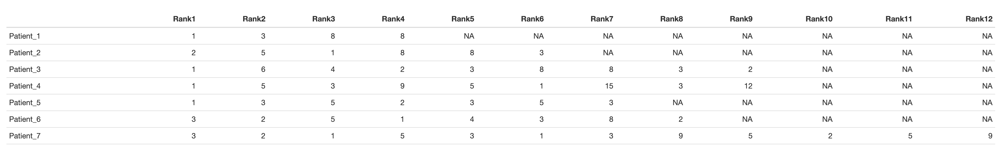 Rank1 Rank2 Rank3 Rank4 Rank5 Rank6 Rank7 Rank8 Rank9 Rank10 Rank11 Rank12
Patient_1 1 3 8 8 NA NA NA NA NA NA NA NA
Patient_2 2 5 1 8 8 3 NA NA NA NA NA NA
Patient_3 1 6 4 2 3 8 8 3 2 NA NA NA
Patient_4 1 5 3 9 5 1 15 3 12 NA NA NA
Patient_5 1 3 5 2 3 5 3 NA NA NA NA NA
Patient_6 3 2 5 1 4 3 8 2 NA NA NA NA
Patient_7 3 2 1 5 3 1 3 9 5 2 5 9